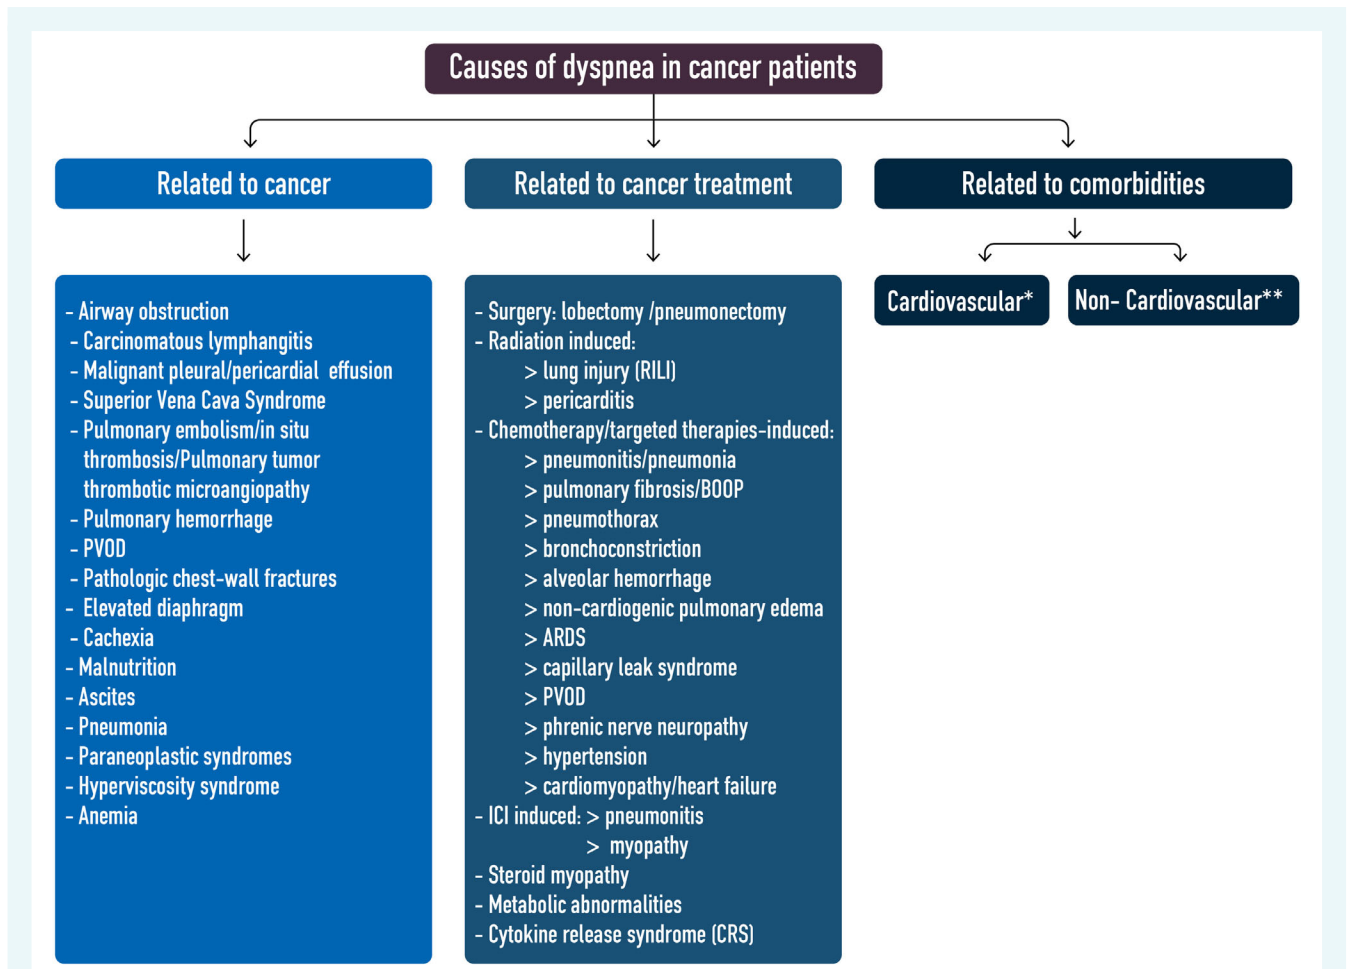 Causes of dyspnea in cancer patients
Related to cancer
- Airway obstruction
- Carcinomatous lymphangitis
- Malignant pleural/pericardial effusion
- Superior Vena Cava Syndrome
- Pulmonary embolism/in situ
thrombosis/Pulmonary tumor
thrombotic microangiopathy
- Pulmonary hemorrhage
- PVOD
- Pathologic chest-wall fractures
- Elevated diaphragm
- Cachexia
- Malnutrition
- Ascites
- Pneumonia
- Paraneoplastic syndromes
- Hyperviscosity syndrome
- Anemia
Related to cancer treatment
- Surgery: lobectomy /pneumonectomy
- Radiation induced:
> lung injury (RILI)
> pericarditis
- Chemotherapy/targeted therapies-induced:
> pneumonitis/pneumonia
> pulmonary fibrosis/BOOP
> pneumothorax
> bronchoconstriction
> alveolar hemorrhage
> non-cardiogenic pulmonary edema
> ARDS
> capillary leak syndrome
> PVOD
> phrenic nerve neuropathy
> hypertension
> cardiomyopathy/heart failure
- ICI induced: > pneumonitis
> myopathy
- Steroid myopathy
- Metabolic abnormalities
- Cytokine release syndrome (CRS)
Related to comorbidities
Cardiovascular*
Non- Cardiovascular**